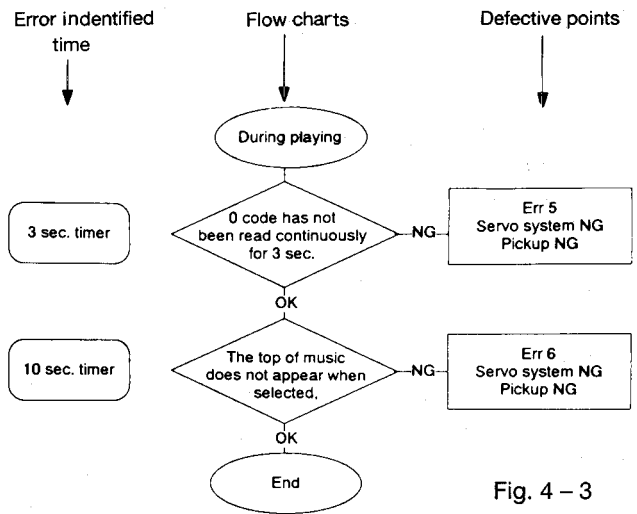 Error indentified
time
Flow charts
Defective points
During playing
3 sec. timer
0 code has not
been read continuously
for 3 sec.
NG
Err 5
Servo system NG
Pickup NG
OK
10 sec. timer
The top of music
does not appear when
selected.
NG
Err 6
Servo system NG
Pickup NG
OK
End
Fig. 4 – 3